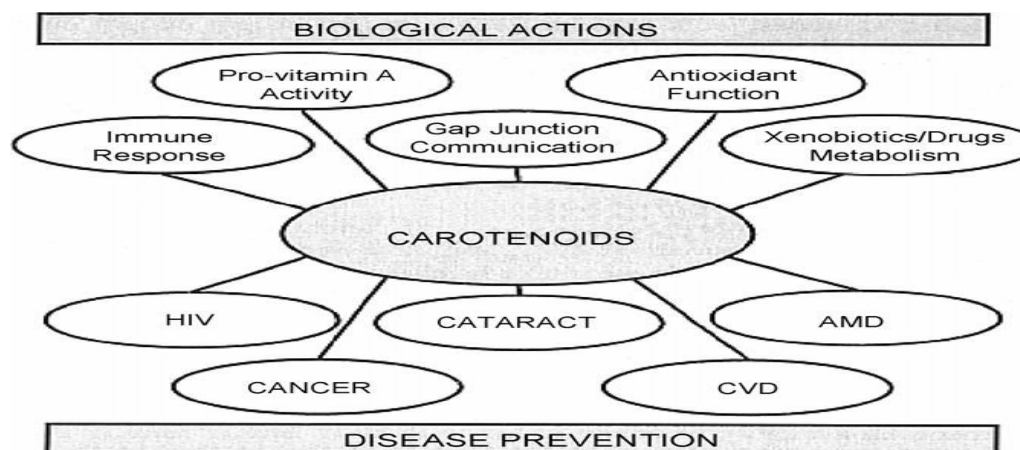 BIOLOGICAL ACTIONS
Pro-vitamin A
Activity
Antioxidant
Function
Immune
Response
Gap Junction
Communication
Xenobiotics/Drugs
Metabolism
CAROTENOIDS
HIV
CATARACT
AMD
CANCER
CVD
DISEASE PREVENTION